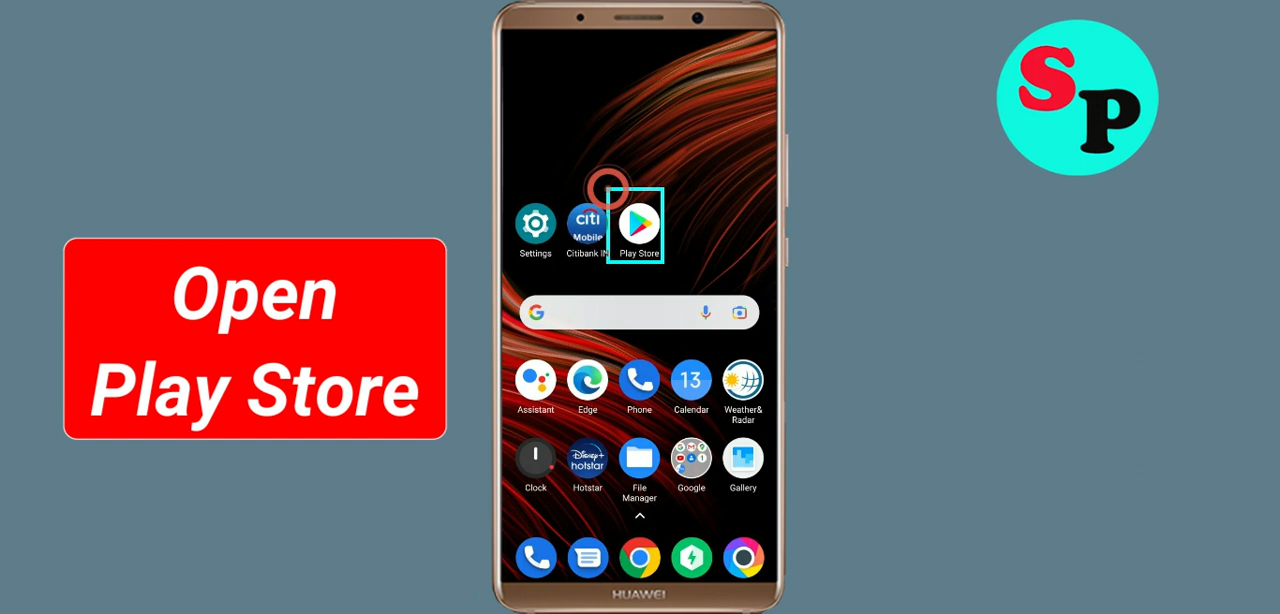 Open
Play Store
S
P
citi
Mobile
Settings
Citibank IN
Play Store
G
13
Assistant
Edge
Phone
Calendar
Weather&
Radar
Disney+
hotstar
Clock
Hotstar
File
Manager
Google
Gallery
HUAWEI